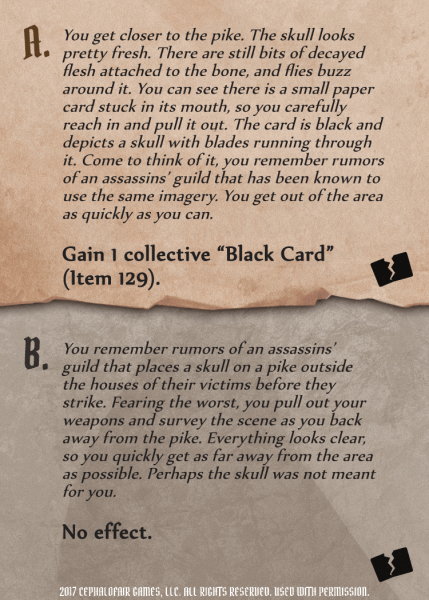 A. You get closer to the pike. The skull looks
pretty fresh. There are still bits of decayed
flesh attached to the bone, and flies buzz
around it. You can see there is a small paper
card stuck in its mouth, so you carefully
reach in and pull it out. The card is black and
depicts a skull with blades running through
it. Come to think of it, you remember rumors
of an assassins' guild that has been known to
use the same imagery. You get out of the area
as quickly as you can.
Gain 1 collective “Black Card”
(Item 129).
B. You remember rumors of an assassins'
guild that places a skull on a pike outside
the houses of their victims before they
strike. Fearing the worst, you pull out your
weapons and survey the scene as you back
away from the pike. Everything looks clear,
so you quickly get as far away from the area
as possible. Perhaps the skull was not meant
for you.
No effect.
2017 CEPHALOFAIR GAMES, LLC. ALL RIGHTS RESERVED. USED WITH PERMISSION.